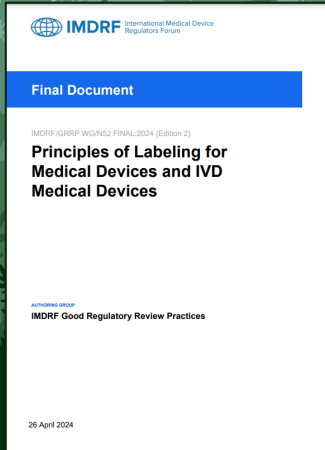 IMDRF
International Medical Device
Regulators Forum
Final Document
IMDRF/GRRP WG/N52 FINAL:2024 (Edition 2)
Principles of Labeling for
Medical Devices and IVD
Medical Devices
AUTHORING GROUP
IMDRF Good Regulatory Review Practices
26 April 2024